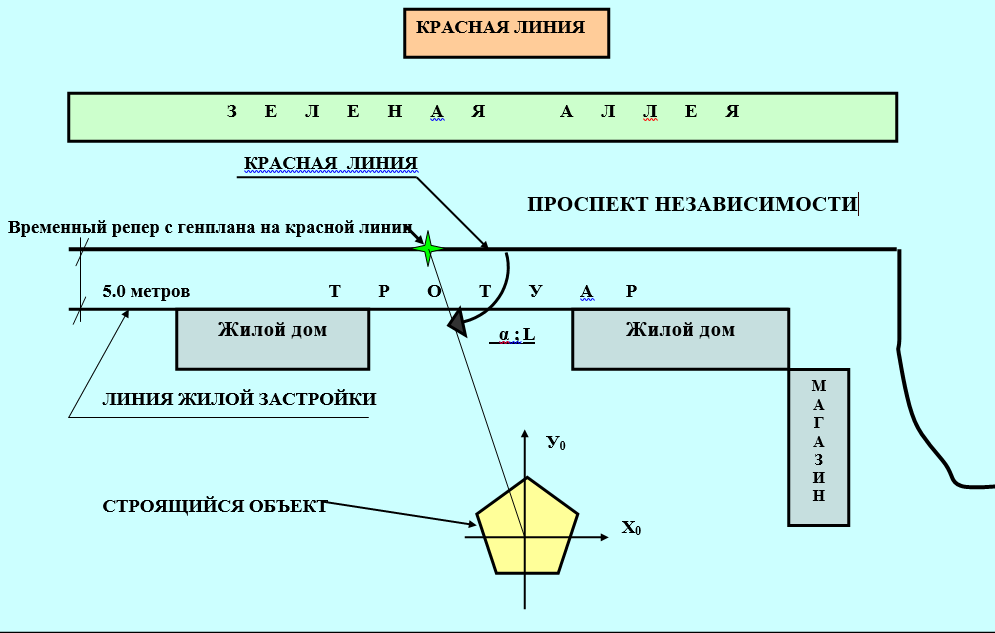 КРАСНАЯ ЛИНИЯ
З Е Л Е Н А Я А Л Л Е Я
КРАСНАЯ ЛИНИЯ
ПРОСПЕКТ НЕЗАВИСИМОСТИ
Временный репер с генплана на красной линии
5.0 метров
Т Р О Т У А Р
Жилой дом
α ; L
Жилой дом
ЛИНИЯ ЖИЛОЙ ЗАСТРОЙКИ
М
А
Г
А
З
И
Н
У₀
СТРОЯЩИЙСЯ ОБЪЕКТ
Х₀